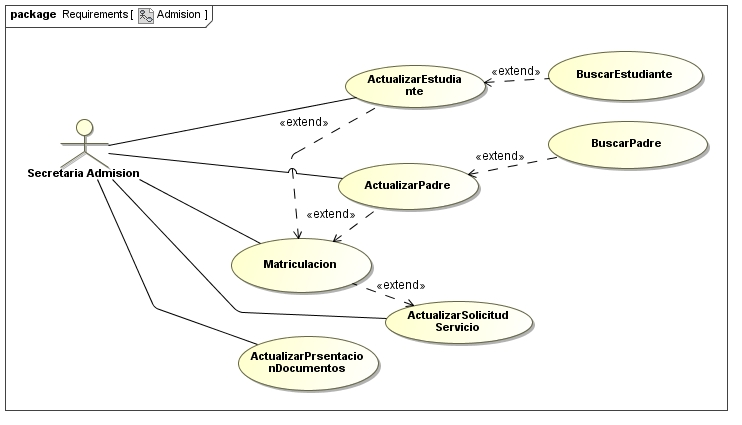 package Requirements [ Admision ]
ActualizarEstudia
nte
«extend»
BuscarEstudiante
«extend»
BuscarPadre
«extend»
Secretaria Admision
ActualizarPadre
«extend»
Matriculacion
«extend»
ActualizarSolicitud
Servicio
ActualizarPrsentacio
nDocumentos